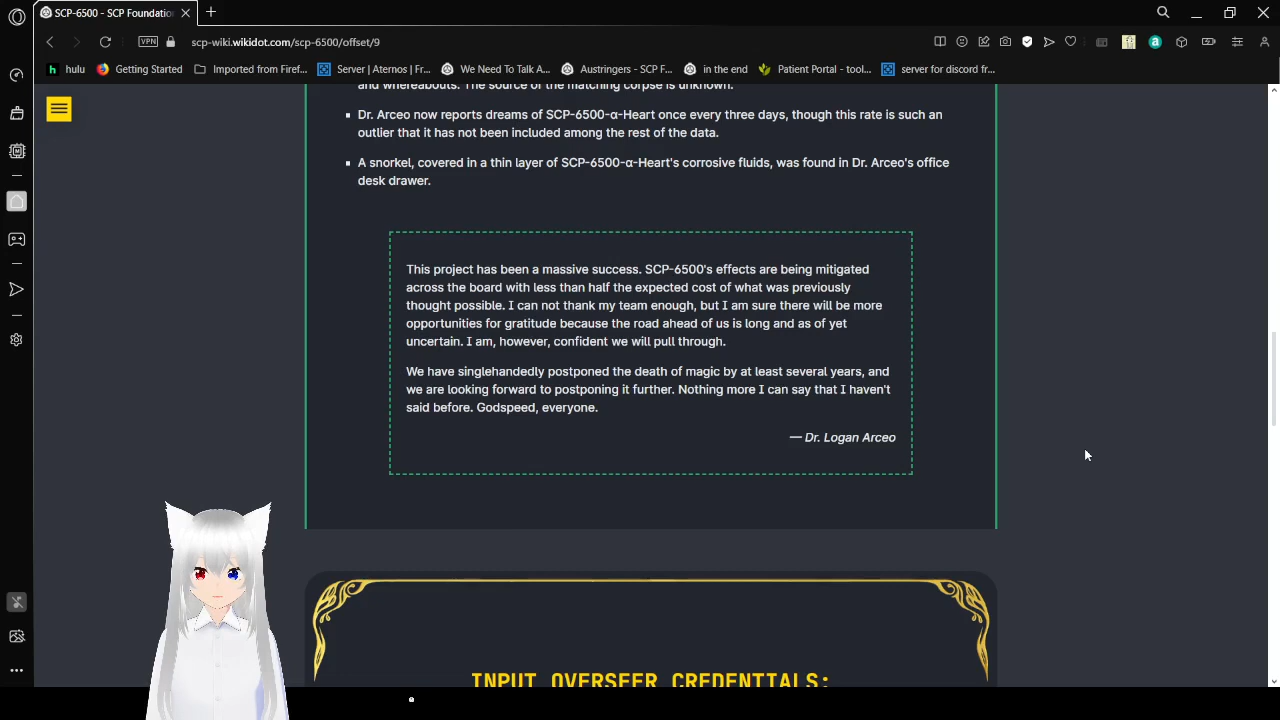 SCP-6500 - SCP Foundatio
VPN
scp-wiki.wikidot.com/scp-6500/offset/9
hulu
Getting Started
Imported from Firef...
Server | Aternos | Fr...
We Need To Talk A...
Austringers - SCP F...
in the end
Patient Portal - tool...
server for discord fr...
and whereabouts. The source of the matching corpse is unknown.
Dr. Arceo now reports dreams of SCP-6500-α-Heart once every three days, though this rate is such an
outlier that it has not been included among the rest of the data.
A snorkel, covered in a thin layer of SCP-6500-α-Heart's corrosive fluids, was found in Dr. Arceo's office
desk drawer.
This project has been a massive success. SCP-6500's effects are being mitigated
across the board with less than half the expected cost of what was previously
thought possible. I can not thank my team enough, but I am sure there will be more
opportunities for gratitude because the road ahead of us is long and as of yet
uncertain. I am, however, confident we will pull through.
We have singlehandedly postponed the death of magic by at least several years, and
we are looking forward to postponing it further. Nothing more I can say that I haven't
said before. Godspeed, everyone.
— Dr. Logan Arceo
INPUT OVERSEER CREDENTIALS: